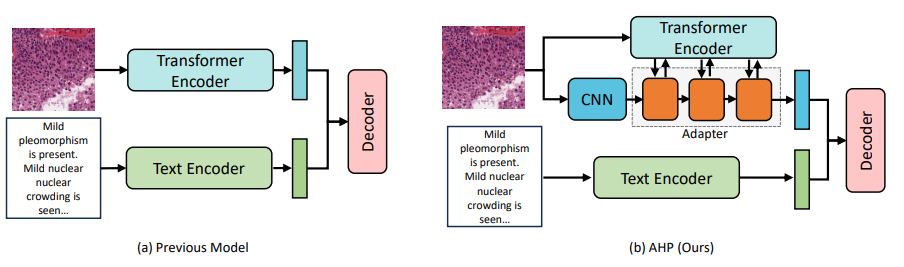 Transformer
Encoder
Mild
pleomorphism
is present.
Mild nuclear
nuclear
crowding is
seen...
Text Encoder
Decoder
(a) Previous Model
Transformer
Encoder
CNN
Adapter
Mild
pleomorphism
is present.
Mild nuclear
nuclear
crowding is
seen...
Text Encoder
Decoder
(b) AHP (Ours)